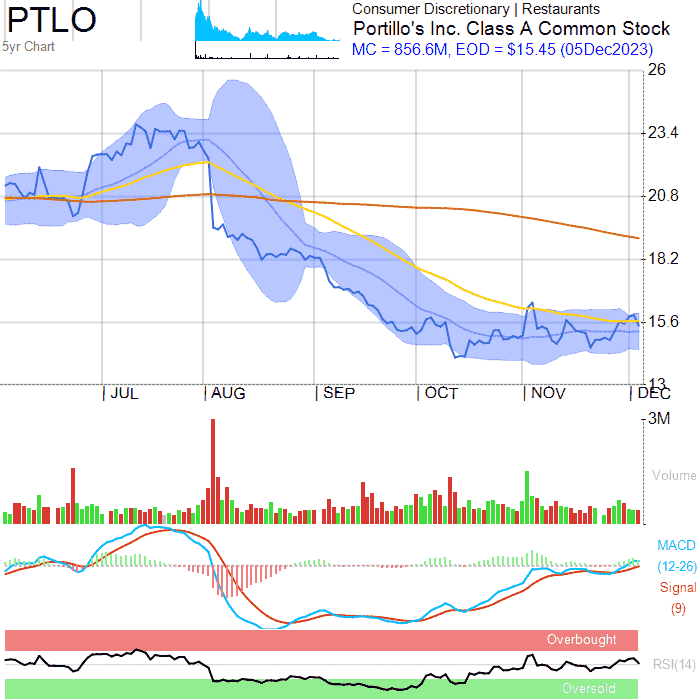 PTLO
5yr Chart
Consumer Discretionary | Restaurants
Portillo's Inc. Class A Common Stock
MC = 856.6M, EOD = $15.45 (05Dec2023)
26
23.4
20.8
18.2
15.6
13
JUL
AUG
SEP
OCT
NOV
DEC
3M
Volume
MACD
(12-26)
Signal
(9)
Overbought
RSI(14)
Oversold